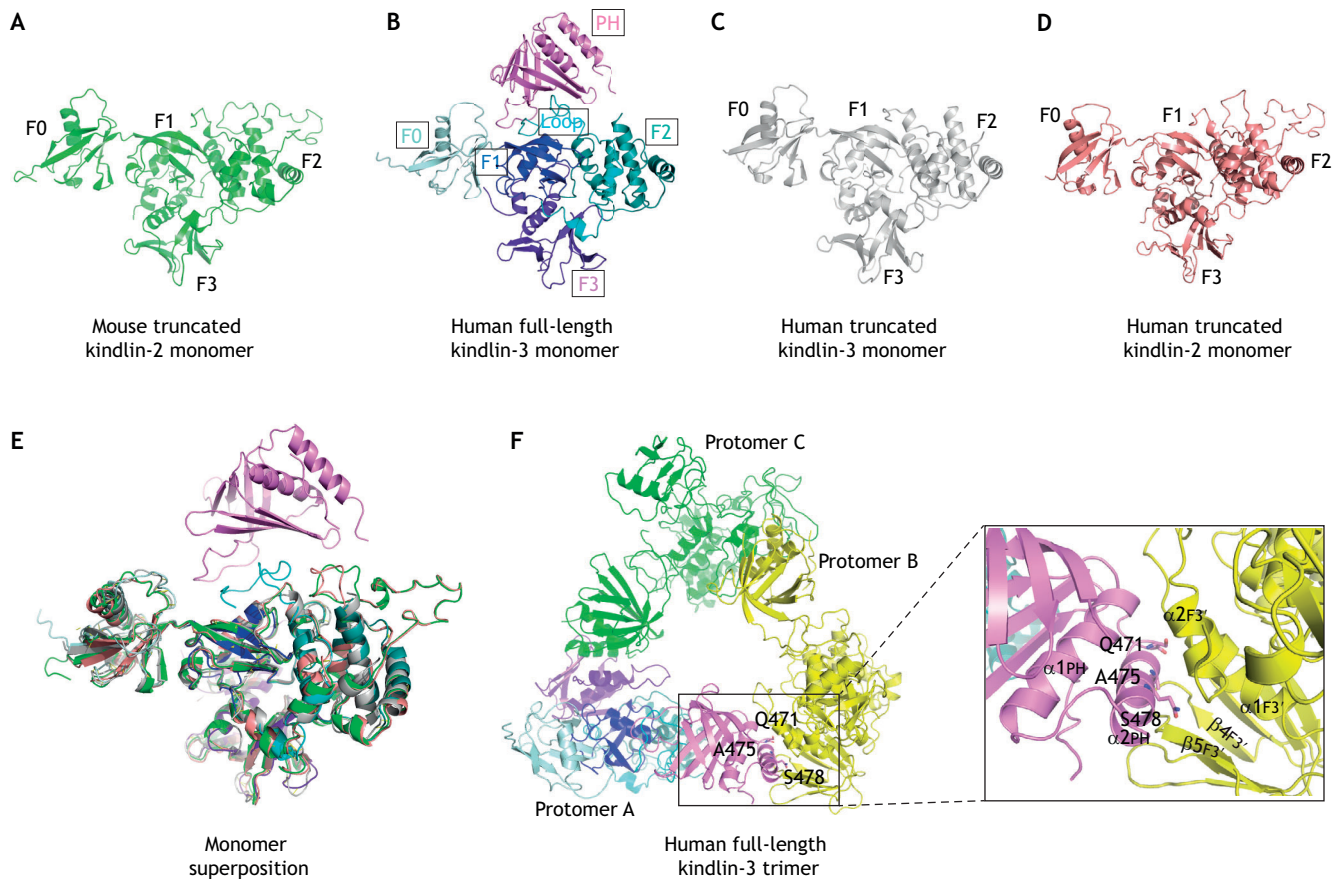 A
F0
F1
F2
F3
Mouse truncated
kindlin-2 monomer
B
PH
F0
Loop
F1
F2
F3
Human full-length
kindlin-3 monomer
C
F0
F1
F2
F3
Human truncated
kindlin-3 monomer
D
F0
F1
F2
F3
Human truncated
kindlin-2 monomer
E
Monomer
superposition
F
Protomer C
Protomer B
Q471
A475
S478
Protomer A
Human full-length
kindlin-3 trimer
α2F3′
Q471
α1PH
A475
α1F3′
S478
α2PH
β4F3′
β5F3′